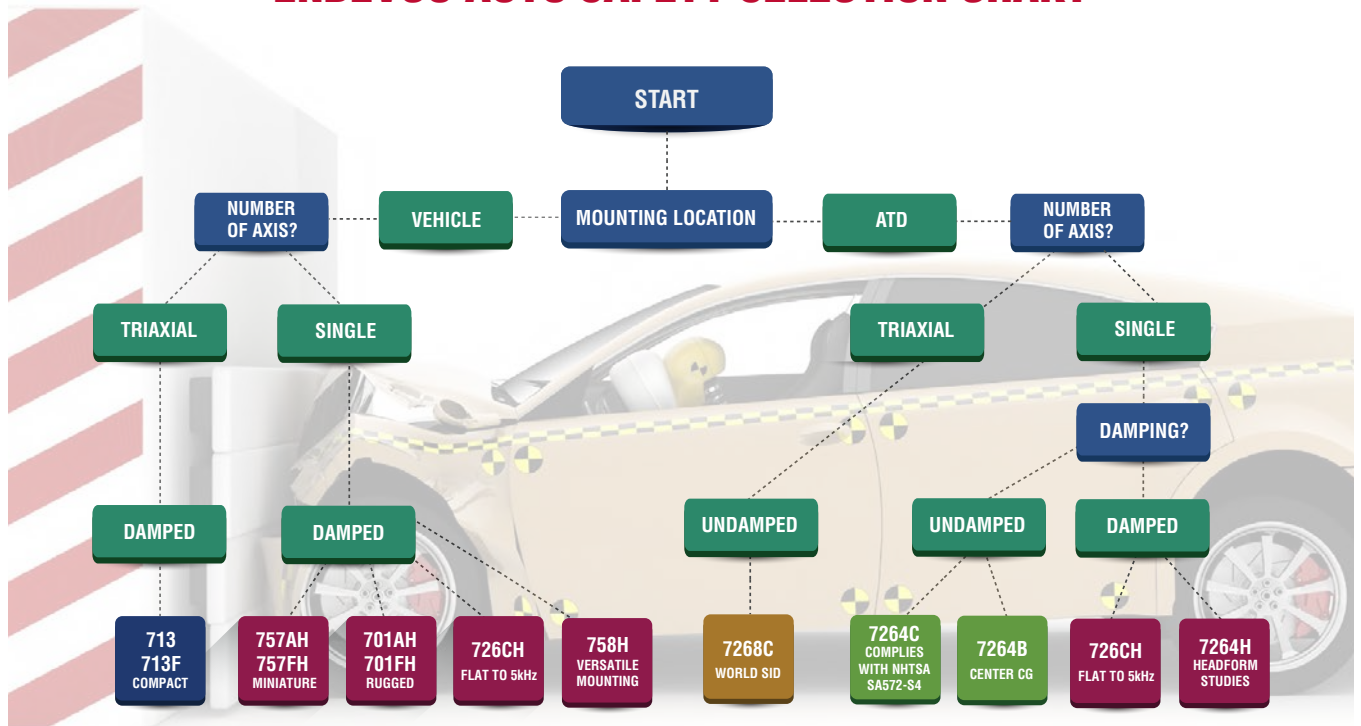 START
NUMBER
OF AXIS?
VEHICLE
MOUNTING LOCATION
ATD
NUMBER
OF AXIS?
TRIAXIAL
SINGLE
TRIAXIAL
SINGLE
DAMPING?
DAMPED
DAMPED
UNDAMPED
UNDAMPED
DAMPED
713
713F
COMPACT
757AH
757FH
MINIATURE
701AH
701FH
RUGGED
726CH
FLAT TO 5kHz
758H
VERSATILE
MOUNTING
7268C
WORLD SID
7264C
COMPLIES
WITH NHTSA
SA572-S4
7264B
CENTER CG
726CH
FLAT TO 5kHz
7264H
HEADFORM
STUDIES